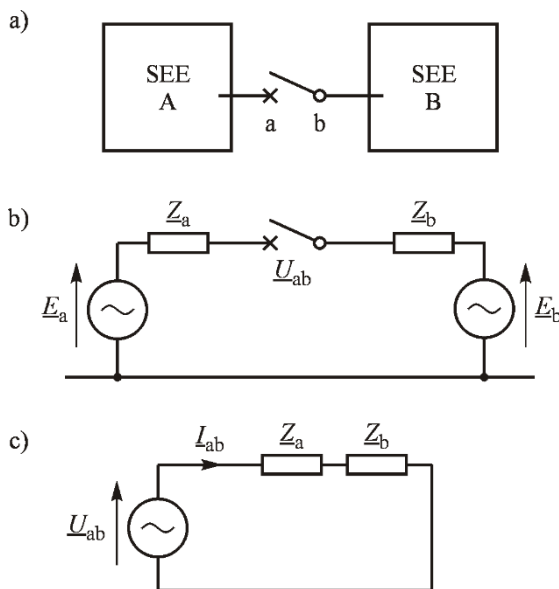 a)
SEE A
SEE B
a
b
b)
Z_a
Z_b
U_ab
E_a
E_b
c)
I_ab
Z_a
Z_b
U_ab